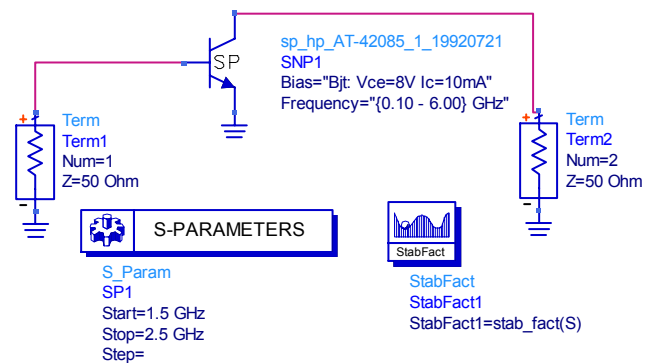 SP
sp_hp_AT-42085_1_19920721
SNP1
Bias="Bjt: Vce=8V Ic=10mA"
Frequency="{0.10 - 6.00} GHz"
+
Term
Term1
Num=1
Z=50 Ohm
-
+
Term
Term2
Num=2
Z=50 Ohm
-
S-PARAMETERS
S_Param
SP1
Start=1.5 GHz
Stop=2.5 GHz
Step=
StabFact
StabFact
StabFact1
StabFact1=stab_fact(S)